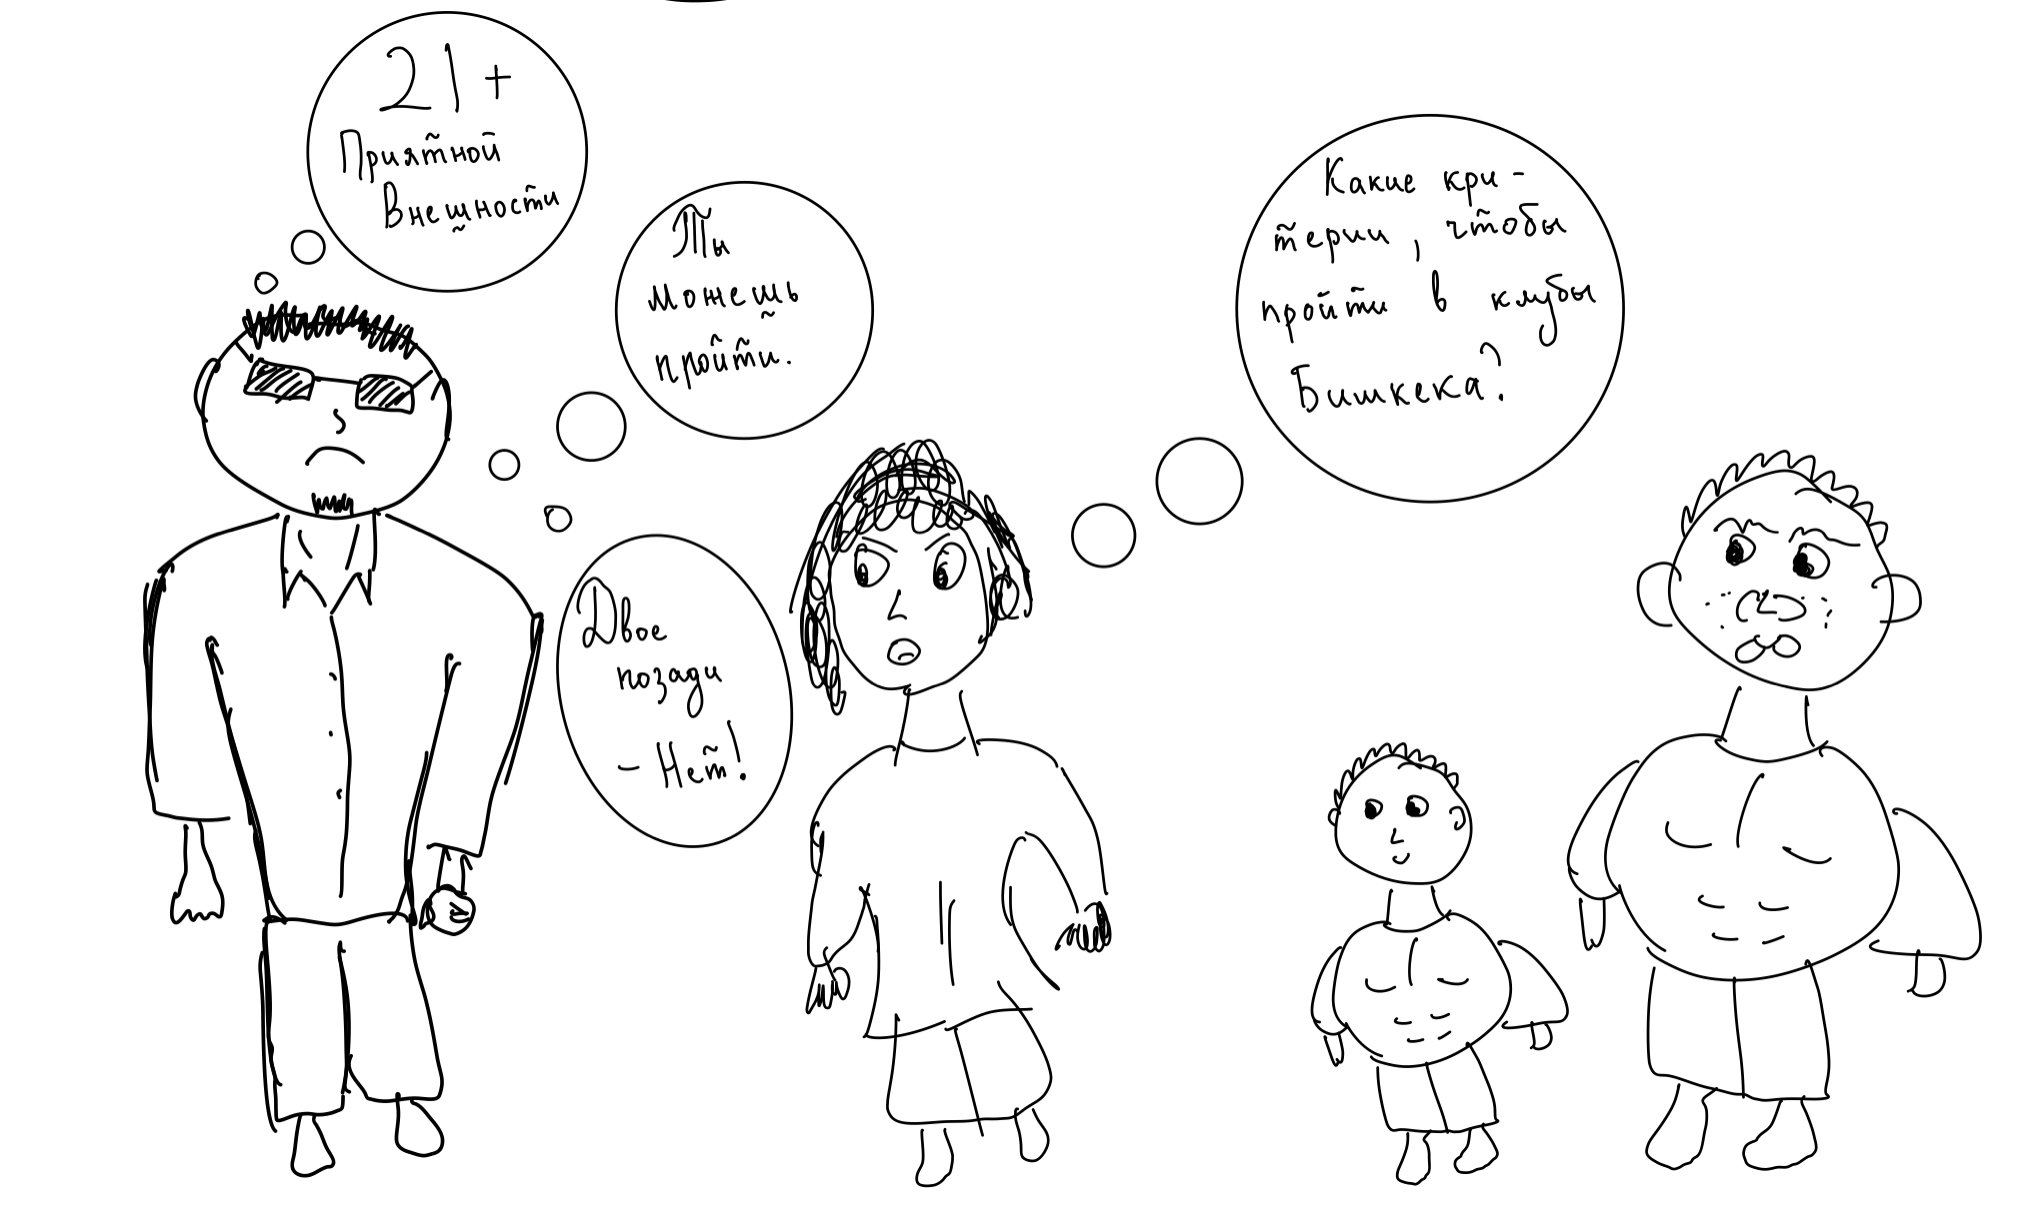 21+
Приятной
Внешности
Ты
можешь
пройти.
Двое
позади
- Нет!
Какие кри-
терии, чтобы
пройти в клубы
Бишкека?